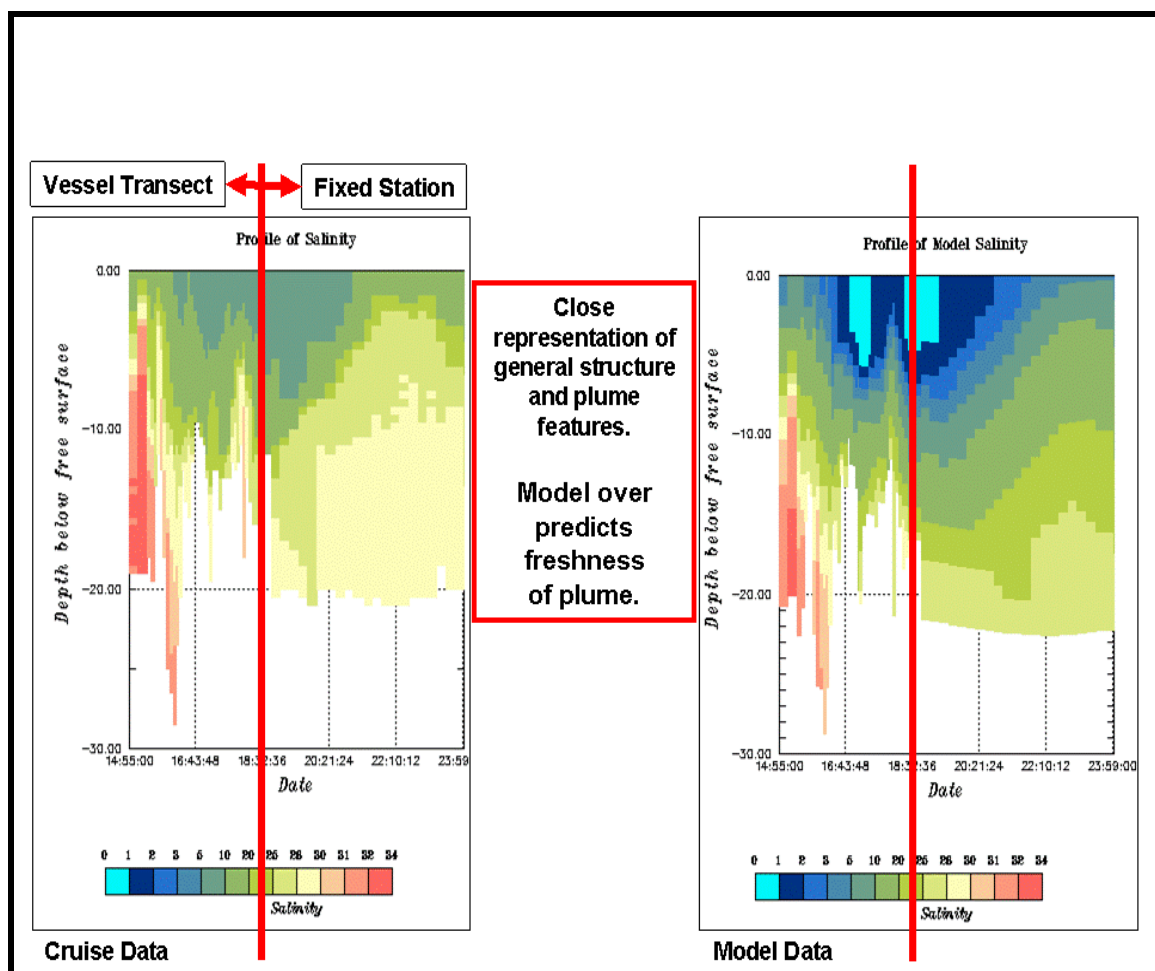 Vessel Transect
Fixed Station
Profile of Salinity
0.00
-10.00
-20.00
-30.00
Depth below free surface
14:55:00 16:43:48 18:32:36 20:21:24 22:10:12 23:59
Date
0 1 2 3 5 10 20 25 28 30 31 32 34
Salinity
Cruise Data
Close
representation of
general structure
and plume
features.
Model over
predicts
freshness
of plume.
Profile of Model Salinity
0.00
-10.00
-20.00
-30.00
Depth below free surface
14:55:00 16:43:48 18:32:36 20:21:24 22:10:12 23:59:00
Date
0 1 2 3 5 10 20 25 28 30 31 32 34
Salinity
Model Data